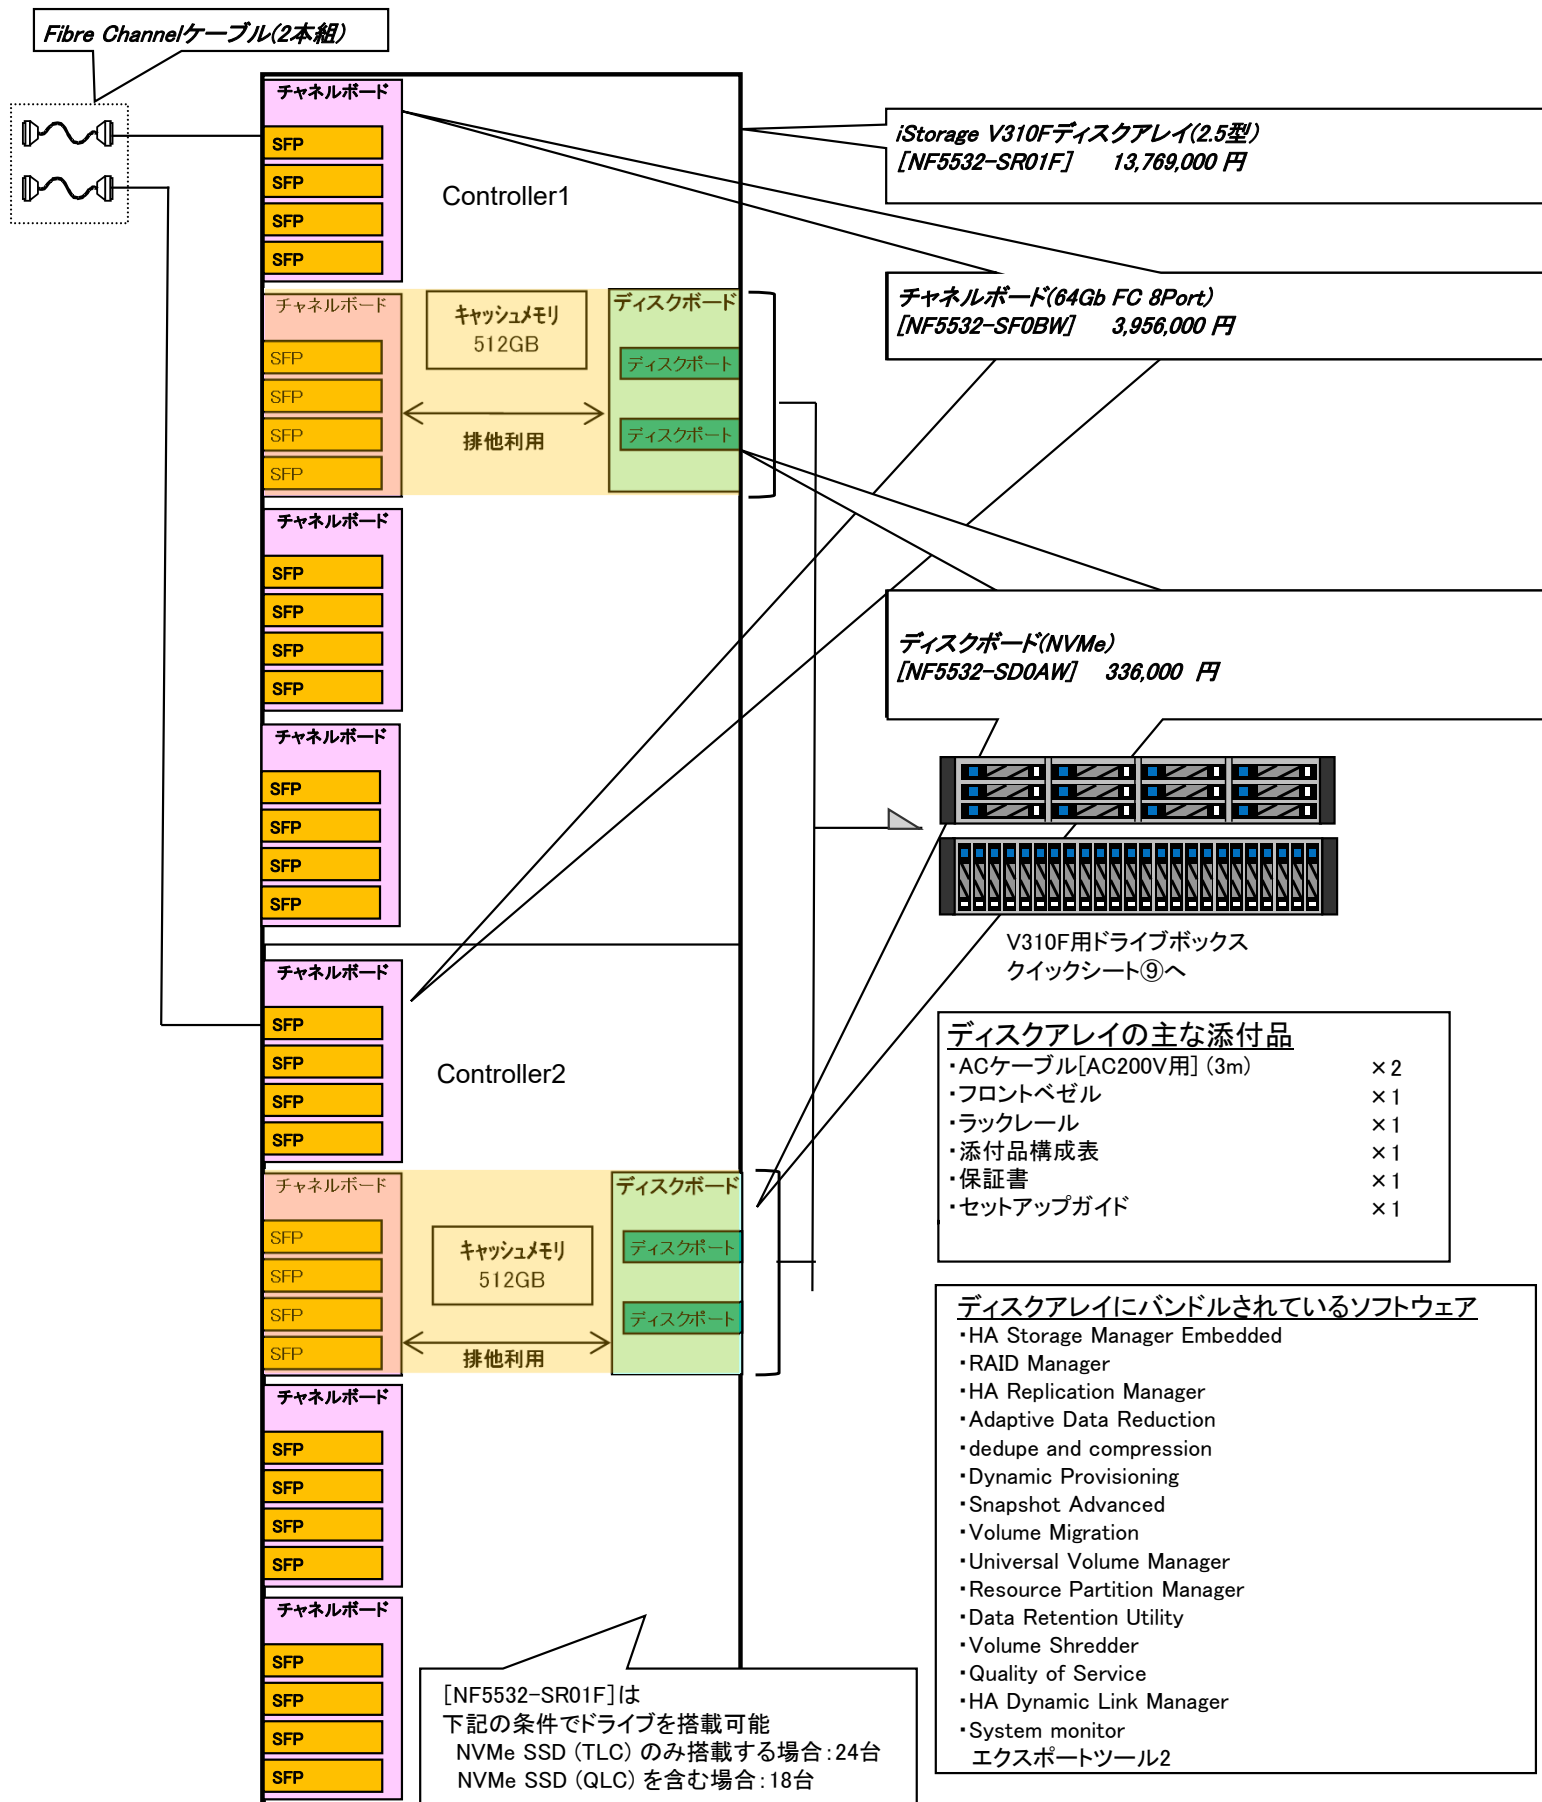 Fibre Channelケーブル(2本組)
チャネルボード
SFP
SFP
SFP
SFP
Controller1
iStorage V310Fディスクアレイ(2.5型)
[NF5532-SR01F] 13,769,000 円
チャネルボード
SFP
SFP
SFP
SFP
キャッシュメモリ
512GB
排他利用
ディスクボード
ディスクポート
ディスクポート
チャネルボード(64Gb FC 8Port)
[NF5532-SF0BW] 3,956,000 円
チャネルボード
SFP
SFP
SFP
SFP
ディスクボード(NVMe)
[NF5532-SD0AW] 336,000 円
チャネルボード
SFP
SFP
SFP
SFP
V310F用ドライブボックス
クイックシート⑨へ
チャネルボード
SFP
SFP
SFP
SFP
Controller2
ディスクアレイの主な添付品
・ACケーブル[AC200V用] (3m) ×2
・フロントベゼル ×1
・ラックレール ×1
・添付品構成表 ×1
・保証書 ×1
・セットアップガイド ×1
チャネルボード
SFP
SFP
SFP
SFP
キャッシュメモリ
512GB
排他利用
ディスクボード
ディスクポート
ディスクポート
ディスクアレイにバンドルされているソフトウェア
・HA Storage Manager Embedded
・RAID Manager
・HA Replication Manager
・Adaptive Data Reduction
・dedupe and compression
・Dynamic Provisioning
・Snapshot Advanced
・Volume Migration
・Universal Volume Manager
・Resource Partition Manager
・Data Retention Utility
・Volume Shredder
・Quality of Service
・HA Dynamic Link Manager
・System monitor
エクスポートツール2
チャネルボード
SFP
SFP
SFP
SFP
チャネルボード
SFP
SFP
SFP
SFP
[NF5532-SR01F]は
下記の条件でドライブを搭載可能
NVMe SSD (TLC) のみ搭載する場合:24台
NVMe SSD (QLC) を含む場合:18台